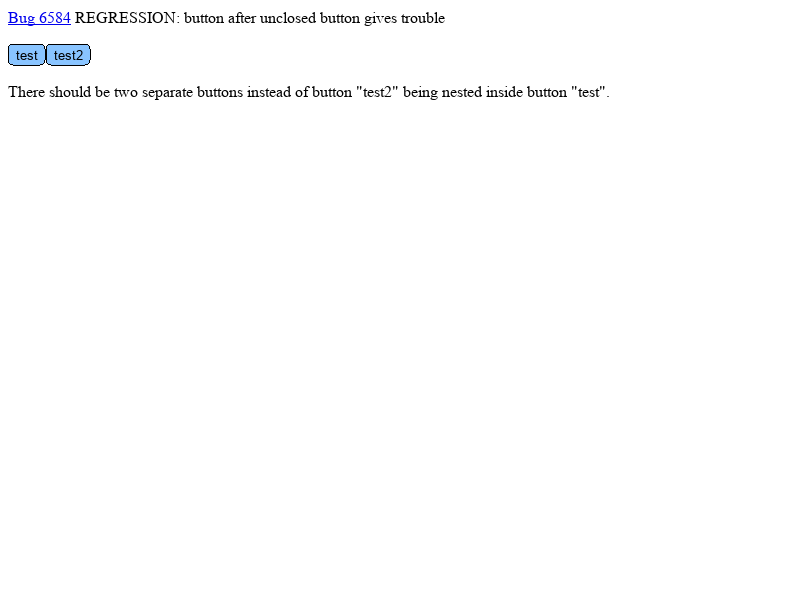 Bug 6584 REGRESSION: button after unclosed button gives trouble
test test2
There should be two separate buttons instead of button "test2" being nested inside button "test".